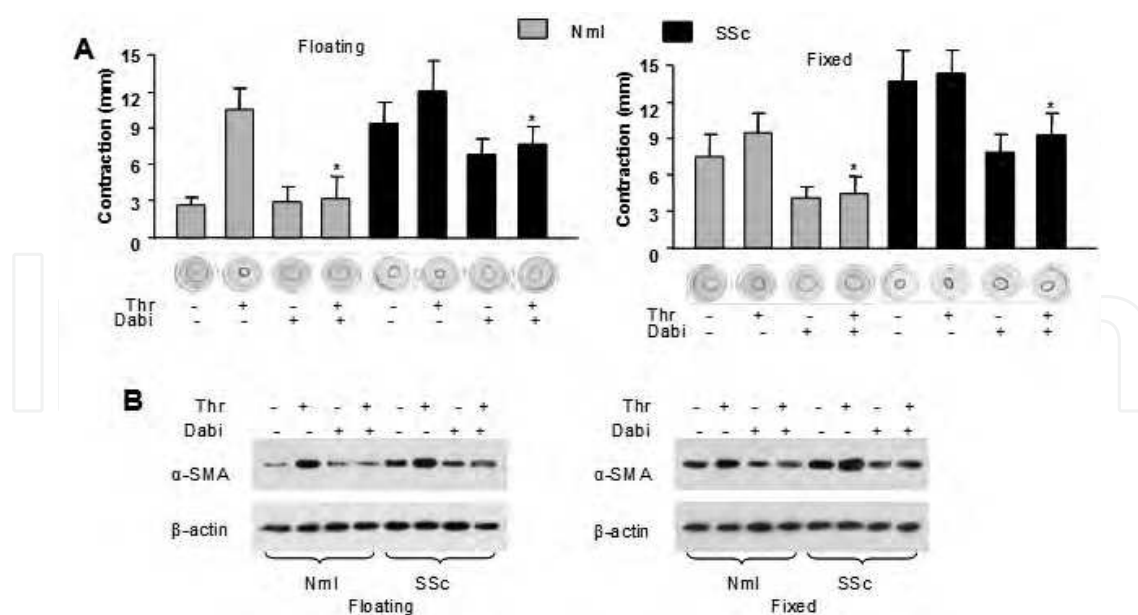 A
Floating
Nml
SSc
Fixed
Contraction (mm)
15
12
9
6
3
0
Contraction (mm)
15
12
9
6
3
0
*
*
*
*
Thr - + - + - + - +
Dabi - - + + - - + +
Thr - + - + - + - +
Dabi - - + + - - + +
B
Thr - + - + - + - +
Dabi - - + + - - + +
α-SMA
β-actin
Nml SSc
Floating
Thr - + - + - + - +
Dabi - - + + - - + +
α-SMA
β-actin
Nml SSc
Fixed